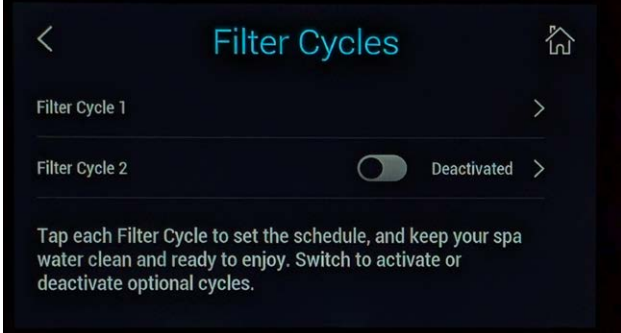 Filter Cycles
Filter Cycle 1
Filter Cycle 2 Deactivated
Tap each Filter Cycle to set the schedule, and keep your spa
water clean and ready to enjoy. Switch to activate or
deactivate optional cycles.